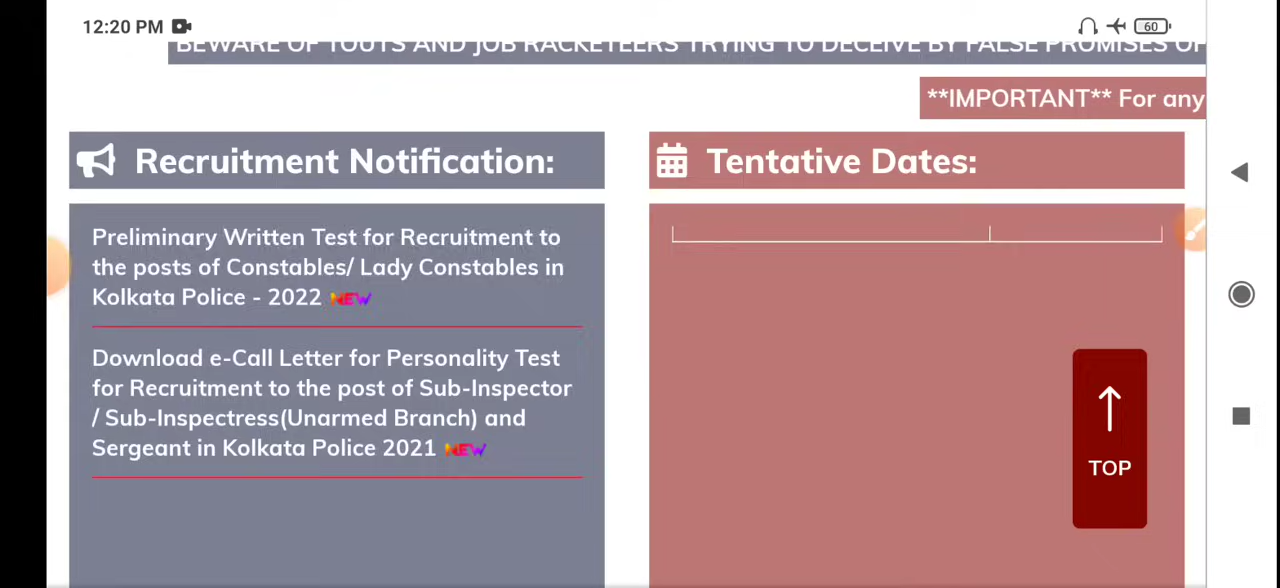 12:20 PM
60
BEWARE OF TOUTS AND JOB RACKETEERS TRYING TO DECEIVE BY FALSE PROMISES OF
**IMPORTANT** For any
Recruitment Notification:
Preliminary Written Test for Recruitment to
the posts of Constables/ Lady Constables in
Kolkata Police - 2022 NEW
Download e-Call Letter for Personality Test
for Recruitment to the post of Sub-Inspector
/ Sub-Inspectress(Unarmed Branch) and
Sergeant in Kolkata Police 2021 NEW
Tentative Dates:
TOP